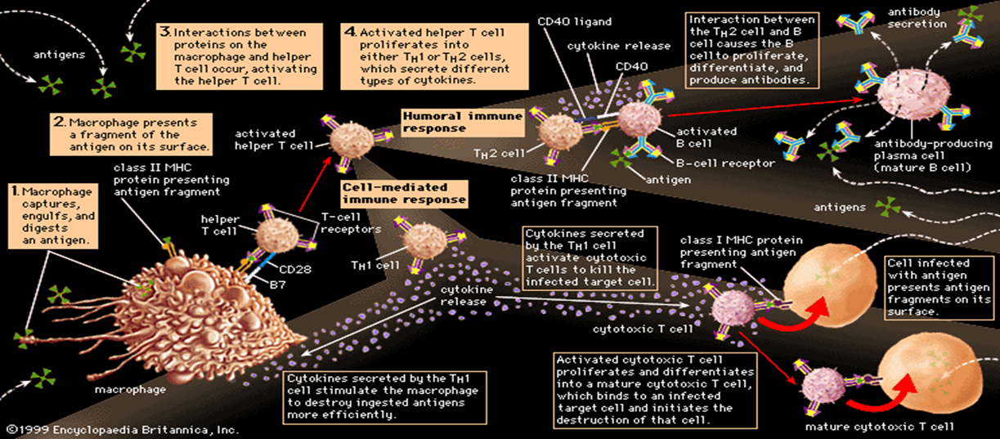 antigens
3. Interactions between
proteins on the
macrophage and helper
T cell occur, activating
the helper T cell.
4. Activated helper T cell
proliferates into
either TH1 or TH2 cells,
which secrete different
types of cytokines.
CD40 ligand
cytokine release
CD40
Interaction between
the TH2 cell and B
cell causes the B
cell to proliferate,
differentiate, and
produce antibodies.
antibody
secretion
2. Macrophage presents
a fragment of the
antigen on its surface.
activated
helper T cell
Humoral immune
response
TH2 cell
activated
B cell
B-cell receptor
antigen
class II MHC
protein presenting
antigen fragment
antibody-producing
plasma cell
(mature B cell)
class II MHC
protein presenting
antigen fragment
1. Macrophage
captures,
engulfs, and
digests
an antigen.
helper
T cell
T-cell
receptors
CD28
B7
Cell-mediated
immune response
TH1 cell
cytokine
release
Cytokines secreted
by the TH1 cell
activate cytotoxic
T cells to kill the
infected target cell.
antigens
class I MHC protein
presenting antigen
fragment
Cell infected
with antigen
presents antigen
fragments on its
surface.
cytotoxic T cell
macrophage
Cytokines secreted by the TH1
cell stimulate the macrophage
to destroy ingested antigens
more efficiently.
Activated cytotoxic T cell
proliferates and differentiates
into a mature cytotoxic T cell,
which binds to an infected
target cell and initiates the
destruction of that cell.
mature cytotoxic T cell
©1999 Encyclopaedia Britannica, Inc.